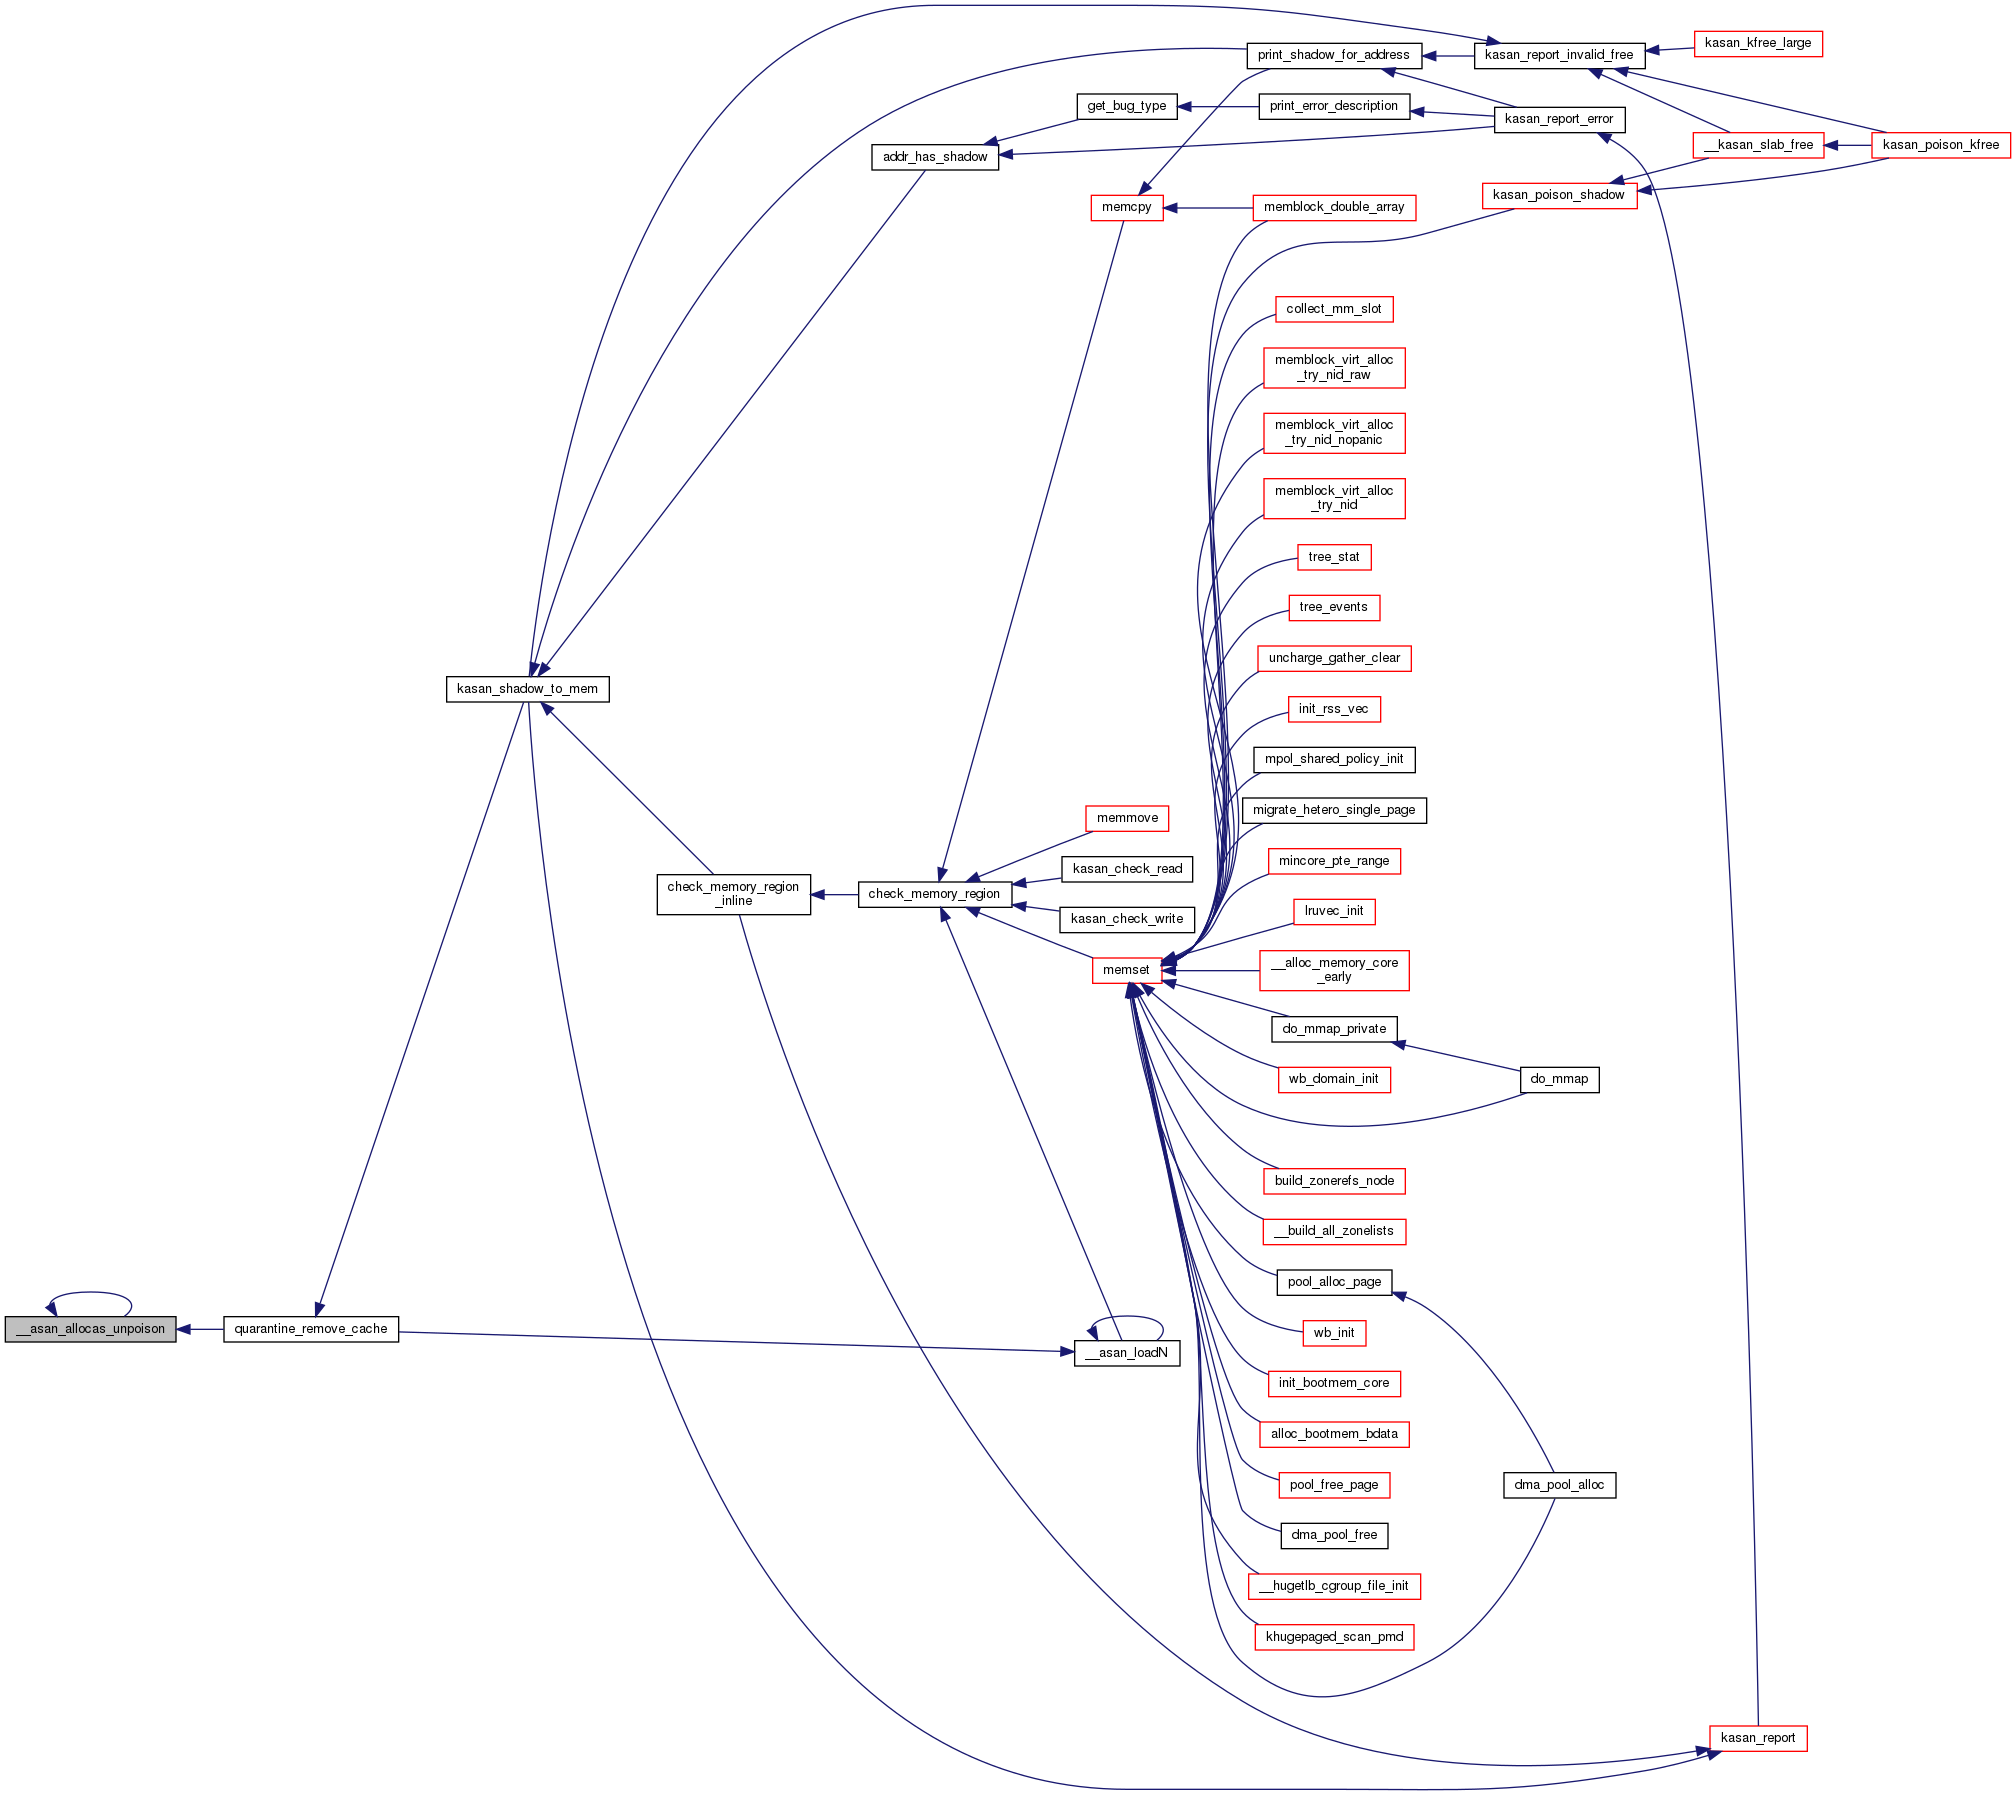 kasan_kfree_large
print_shadow_for_address
kasan_report_invalid_free
get_bug_type
print_error_description
kasan_report_error
addr_has_shadow
__kasan_slab_free
kasan_poison_kfree
kasan_poison_shadow
memcpy
memblock_double_array
collect_mm_slot
memblock_virt_alloc
_try_nid_raw
memblock_virt_alloc
_try_nid_nopanic
memblock_virt_alloc
_try_nid
tree_stat
tree_events
uncharge_gather_clear
kasan_shadow_to_mem
init_rss_vec
mpol_shared_policy_init
migrate_hetero_single_page
memmove
mincore_pte_range
kasan_check_read
check_memory_region
_inline
check_memory_region
lruvec_init
kasan_check_write
memset
__alloc_memory_core
_early
do_mmap_private
wb_domain_init
do_mmap
build_zonerefs_node
__build_all_zonelists
pool_alloc_page
__asan_allocas_unpoison
quarantine_remove_cache
wb_init
__asan_loadN
init_bootmem_core
alloc_bootmem_bdata
pool_free_page
dma_pool_alloc
dma_pool_free
__hugetlb_cgroup_file_init
khugepaged_scan_pmd
kasan_report